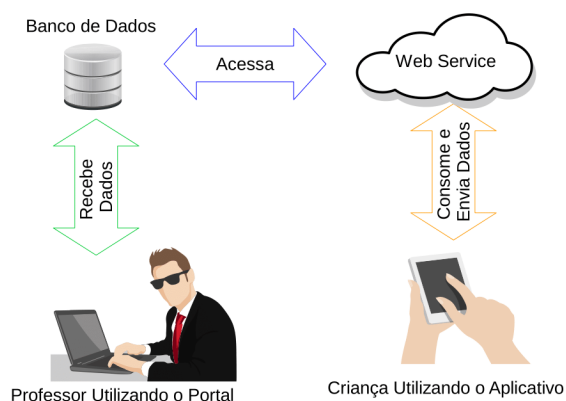 Banco de Dados
Acessa
Web Service
Recebe
Dados
Consome e
Envia Dados
Professor Utilizando o Portal
Criança Utilizando o Aplicativo